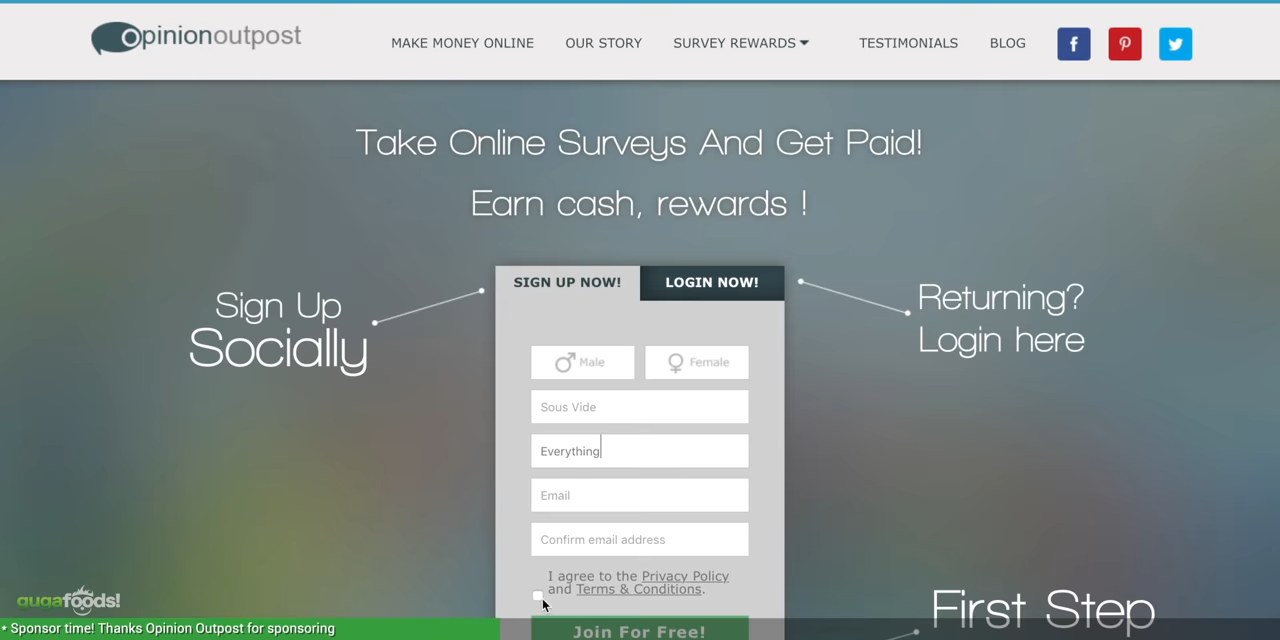 Opinionoutpost
MAKE MONEY ONLINE
OUR STORY
SURVEY REWARDS
TESTIMONIALS
BLOG
Take Online Surveys And Get Paid!
Earn cash, rewards !
SIGN UP NOW!
LOGIN NOW!
Sign Up
Socially
Returning?
Login here
Male
Female
Sous Vide
Everything
Email
Confirm email address
I agree to the Privacy Policy
and Terms & Conditions.
Join For Free!
First Step
gugafoods!
* Sponsor time! Thanks Opinion Outpost for sponsoring